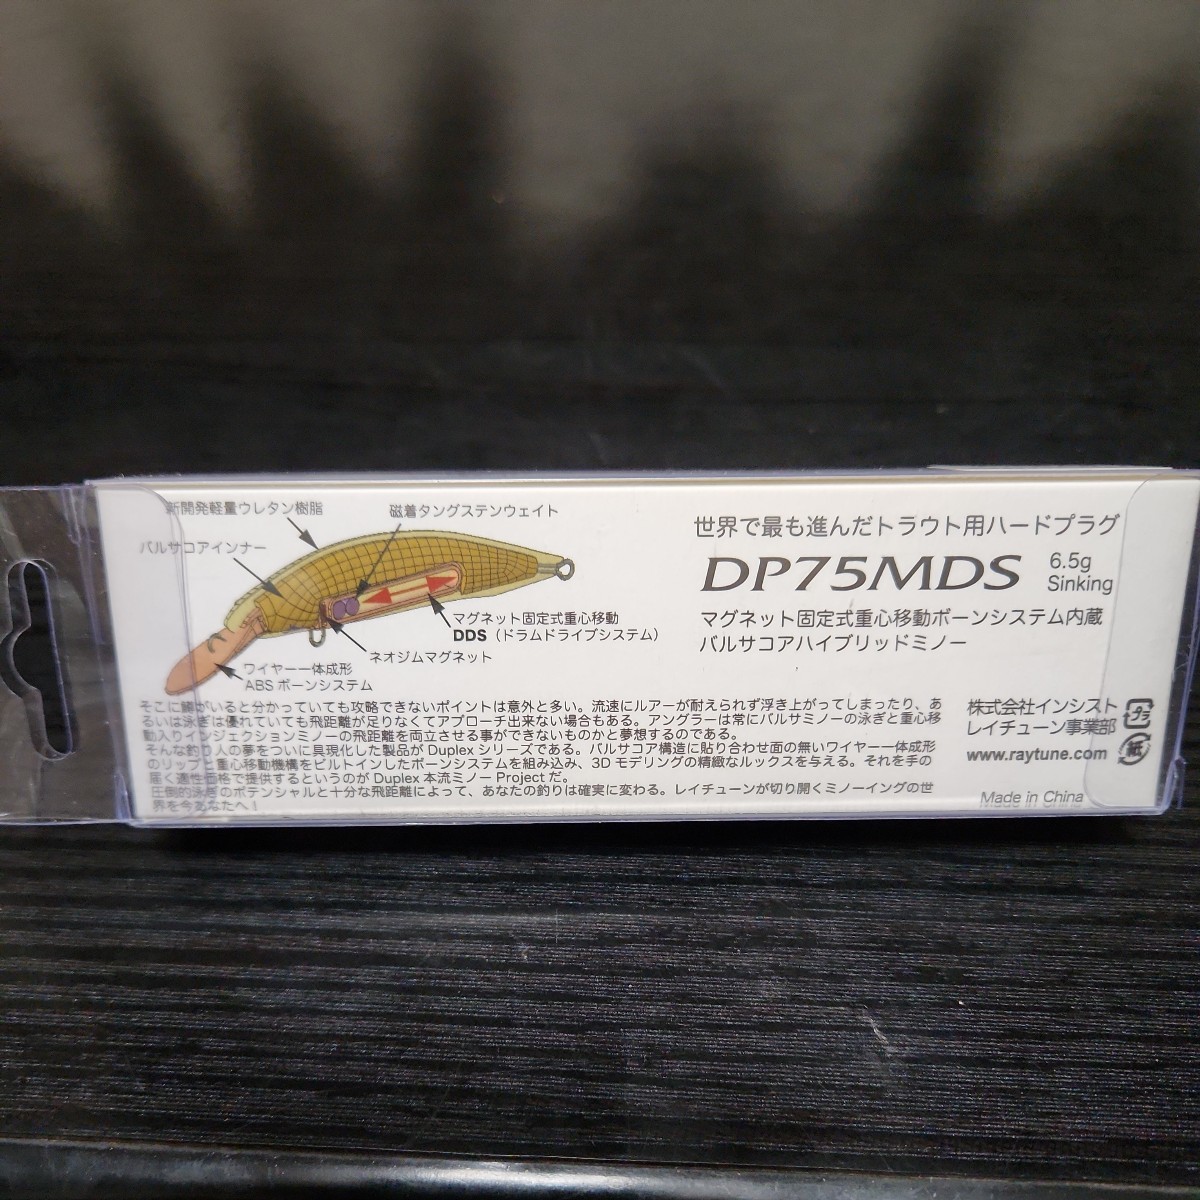 新開発軽量ウレタン樹脂
磁着タングステンウェイト
バルサコアインナー
マグネット固定式重心移動
DDS（ドラムドライブシステム）
ネオジムマグネット
ワイヤー一体成形
ABS ボーンシステム
世界で最も進んだトラウト用ハードプラグ
DP75MDS
6.5g
Sinking
マグネット固定式重心移動ボーンシステム内蔵
バルサコアハイブリッドミノー
そこに鱒がいると分かっていても攻略できないポイントは意外と多い。流速にルアーが耐えられず浮き上がってしまったり、あ
るいは泳ぎは優れていても飛距離が足りなくてアプローチ出来ない場合もある。アングラーは常にバルサミノーの泳ぎと重心移
動入りインジェクションミノーの飛距離を両立させる事ができないものかと夢想するのである。
そんな釣り人の夢をついに具現化した製品が Duplex シリーズである。バルサコア構造に貼り合わせ面の無いワイヤー一体成形
のリップと重心移動機構をビルトインしたボーンシステムを組み込み、3D モデリングの精緻なルックスを与える。それを手の
届く適性価格で提供するというのが Duplex 本流ミノー Project だ。
圧倒的泳ぎのポテンシャルと十分な飛距離によって、あなたの釣りは確実に変わる。レイチューンが切り開くミノーイングの世
界を今あなたへ！
株式会社インシスト
レイチューン事業部
www.raytune.com
プラ
紙
Made in China